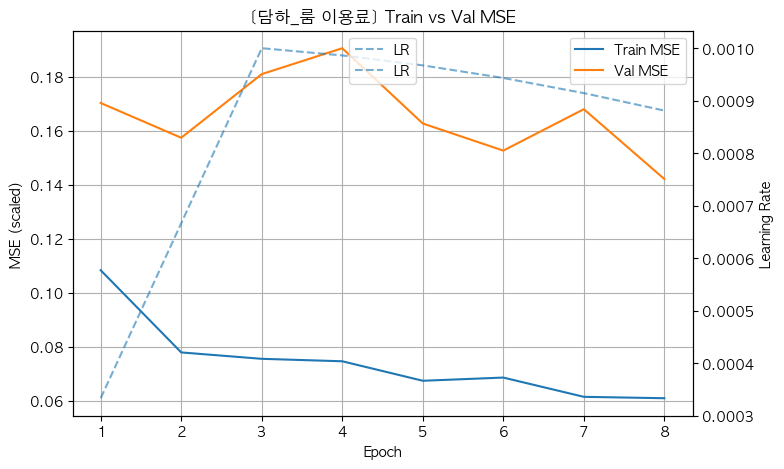 [담하_룸 이용료] Train vs Val MSE
LR
LR
Train MSE
Val MSE
MSE (scaled)
0.18
0.16
0.14
0.12
0.10
0.08
0.06
0.0010
0.0009
0.0008
0.0007
0.0006
0.0005
0.0004
0.0003
Learning Rate
1 2 3 4 5 6 7 8
Epoch